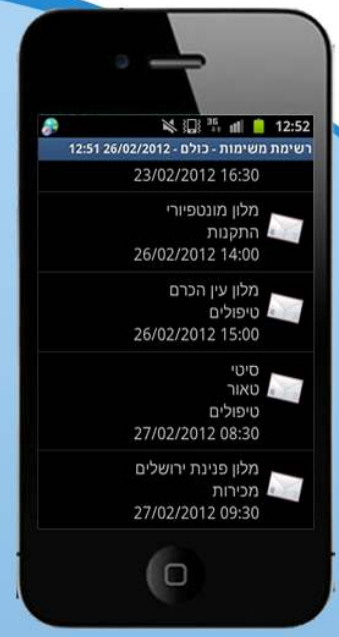 3G 12:52
רשימת משימות - כולם - 26/02/2012 12:51
23/02/2012 16:30
מלון מונטפיורי
התקנות
26/02/2012 14:00
מלון עין הכרם
טיפולים
26/02/2012 15:00
סיטי
טאור
טיפולים
27/02/2012 08:30
מלון פנינת ירושלים
מכירות
27/02/2012 09:30